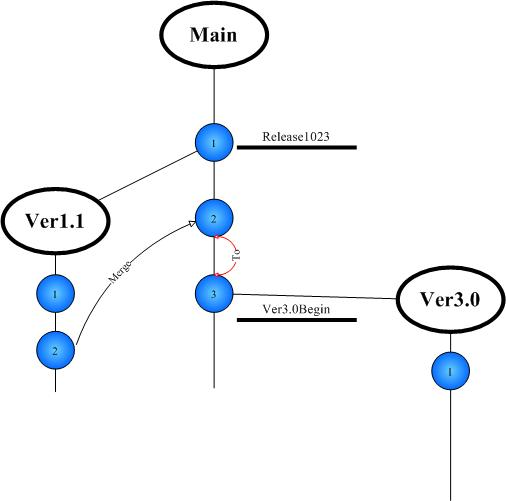 Main
1
Release1023
Ver1.1
2
Merge
To
1
3
Ver3.0
Ver3.0Begin
2
1